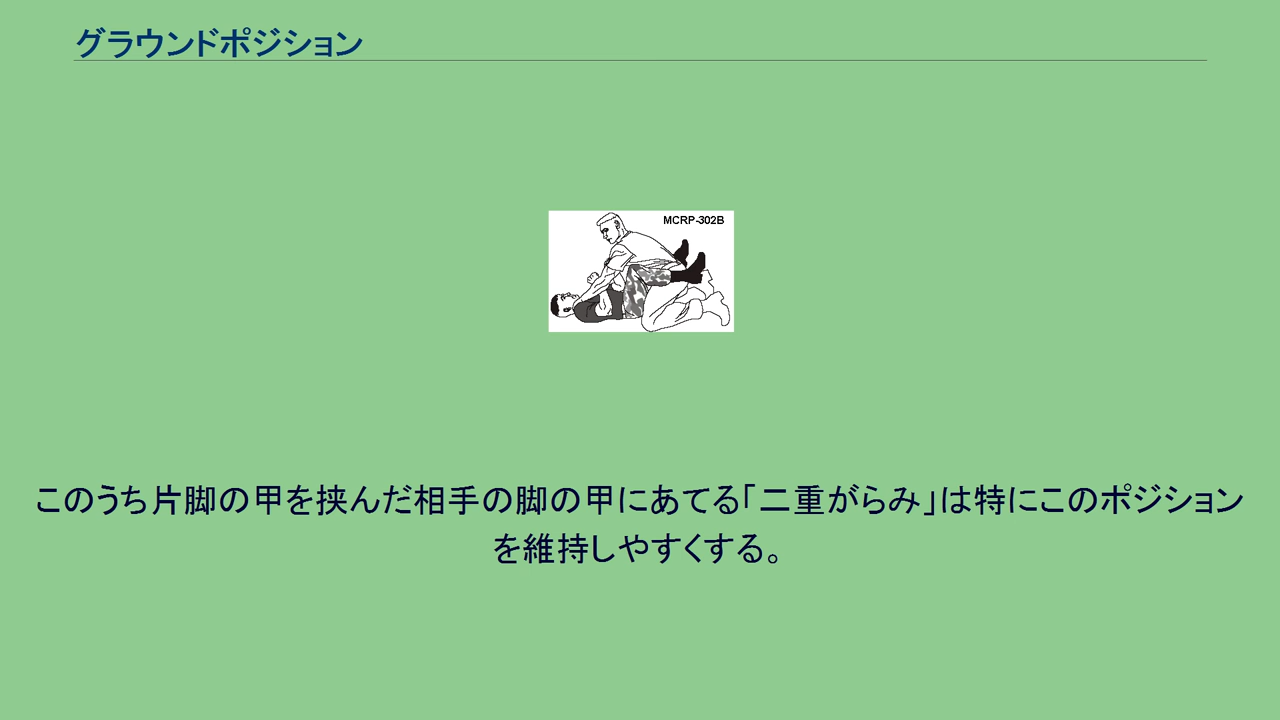 グラウンドポジション
MCRP-302B
このうち片脚の甲を挟んだ相手の脚の甲にあてる｢二重がらみ｣は特にこのポジション
を維持しやすくする。